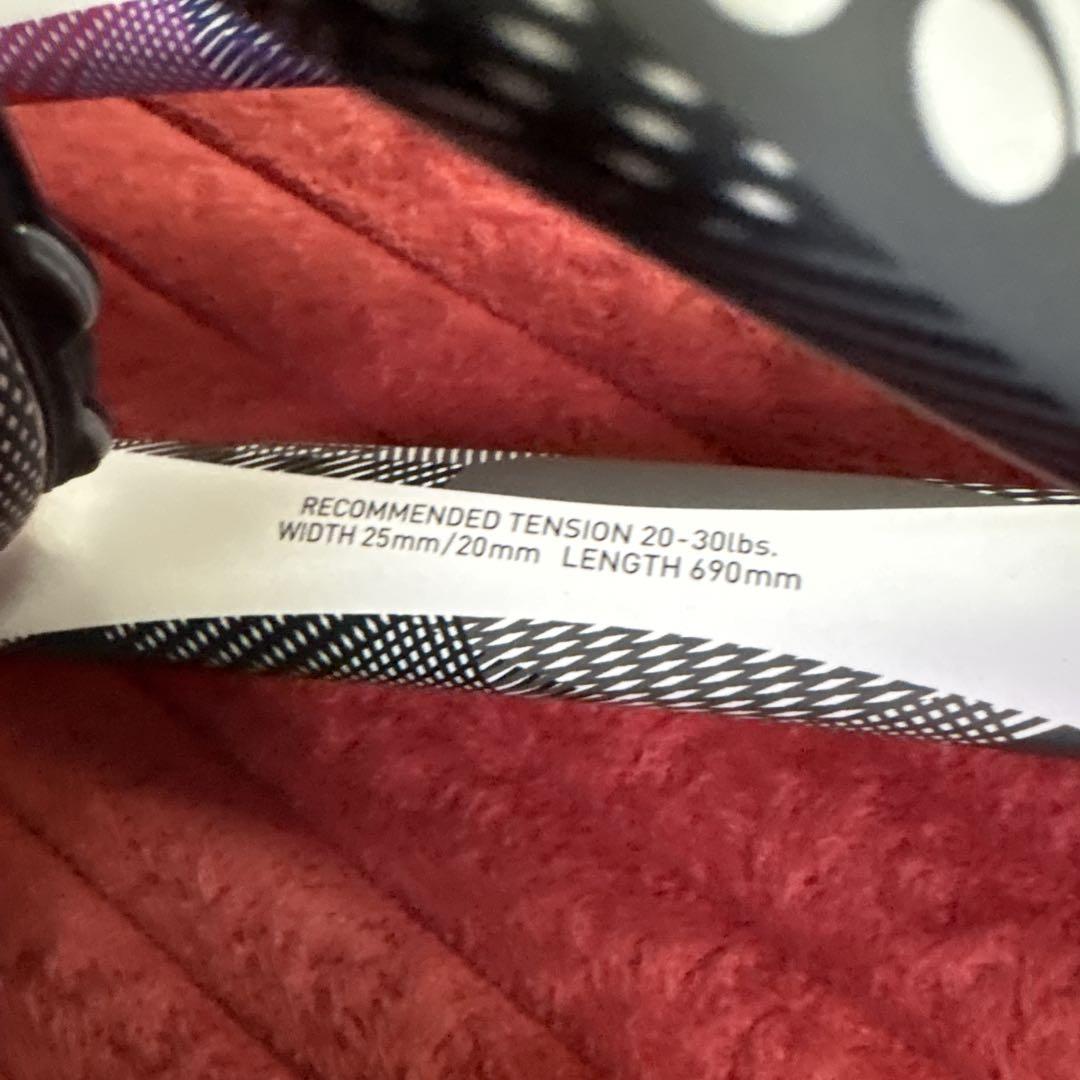 RECOMMENDED TENSION 20-30lbs.
WIDTH 25mm/20mm LENGTH 690mm